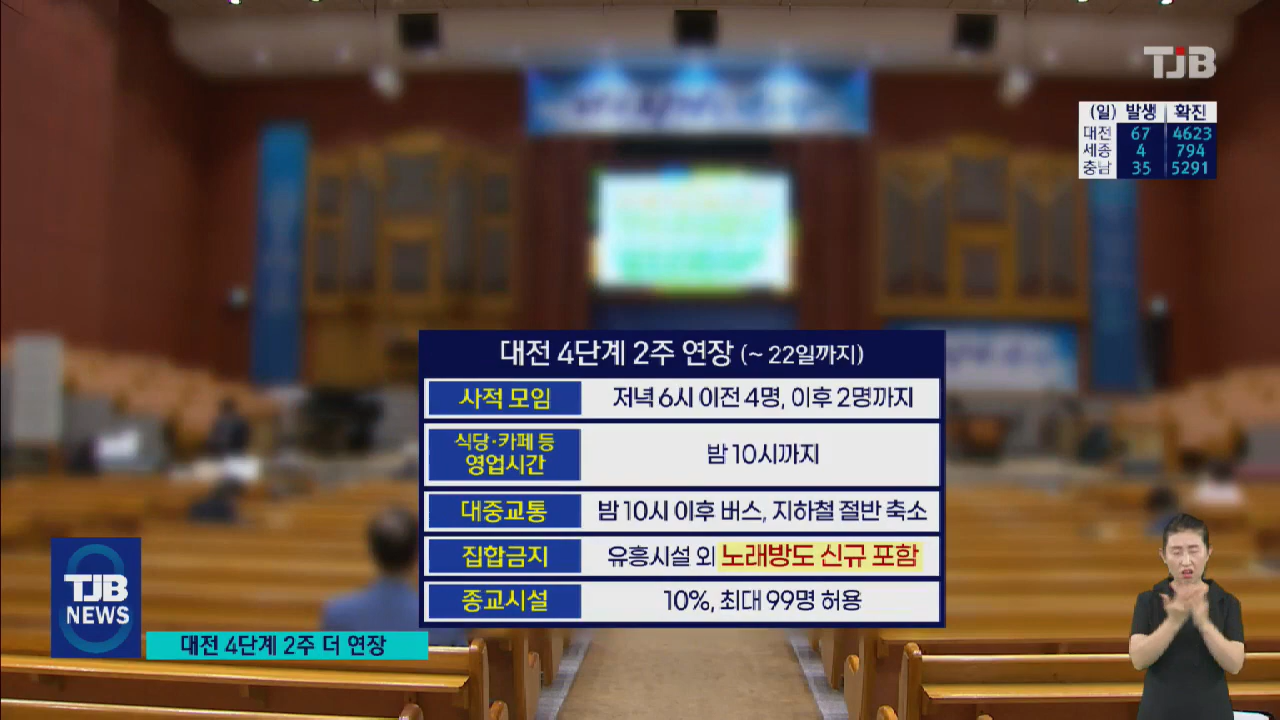 TJB
(일) 발생 확진
대전 67 4623
세종 4 794
충남 35 5291
대전 4단계 2주 연장 (~ 22일까지)
사적 모임 저녁 6시 이전 4명, 이후 2명까지
식당·카페 등
영업시간 밤 10시까지
대중교통 밤 10시 이후 버스, 지하철 절반 축소
집합금지 유흥시설 외 노래방도 신규 포함
종교시설 10%, 최대 99명 허용
8
TJB
NEWS
대전 4단계 2주 더 연장